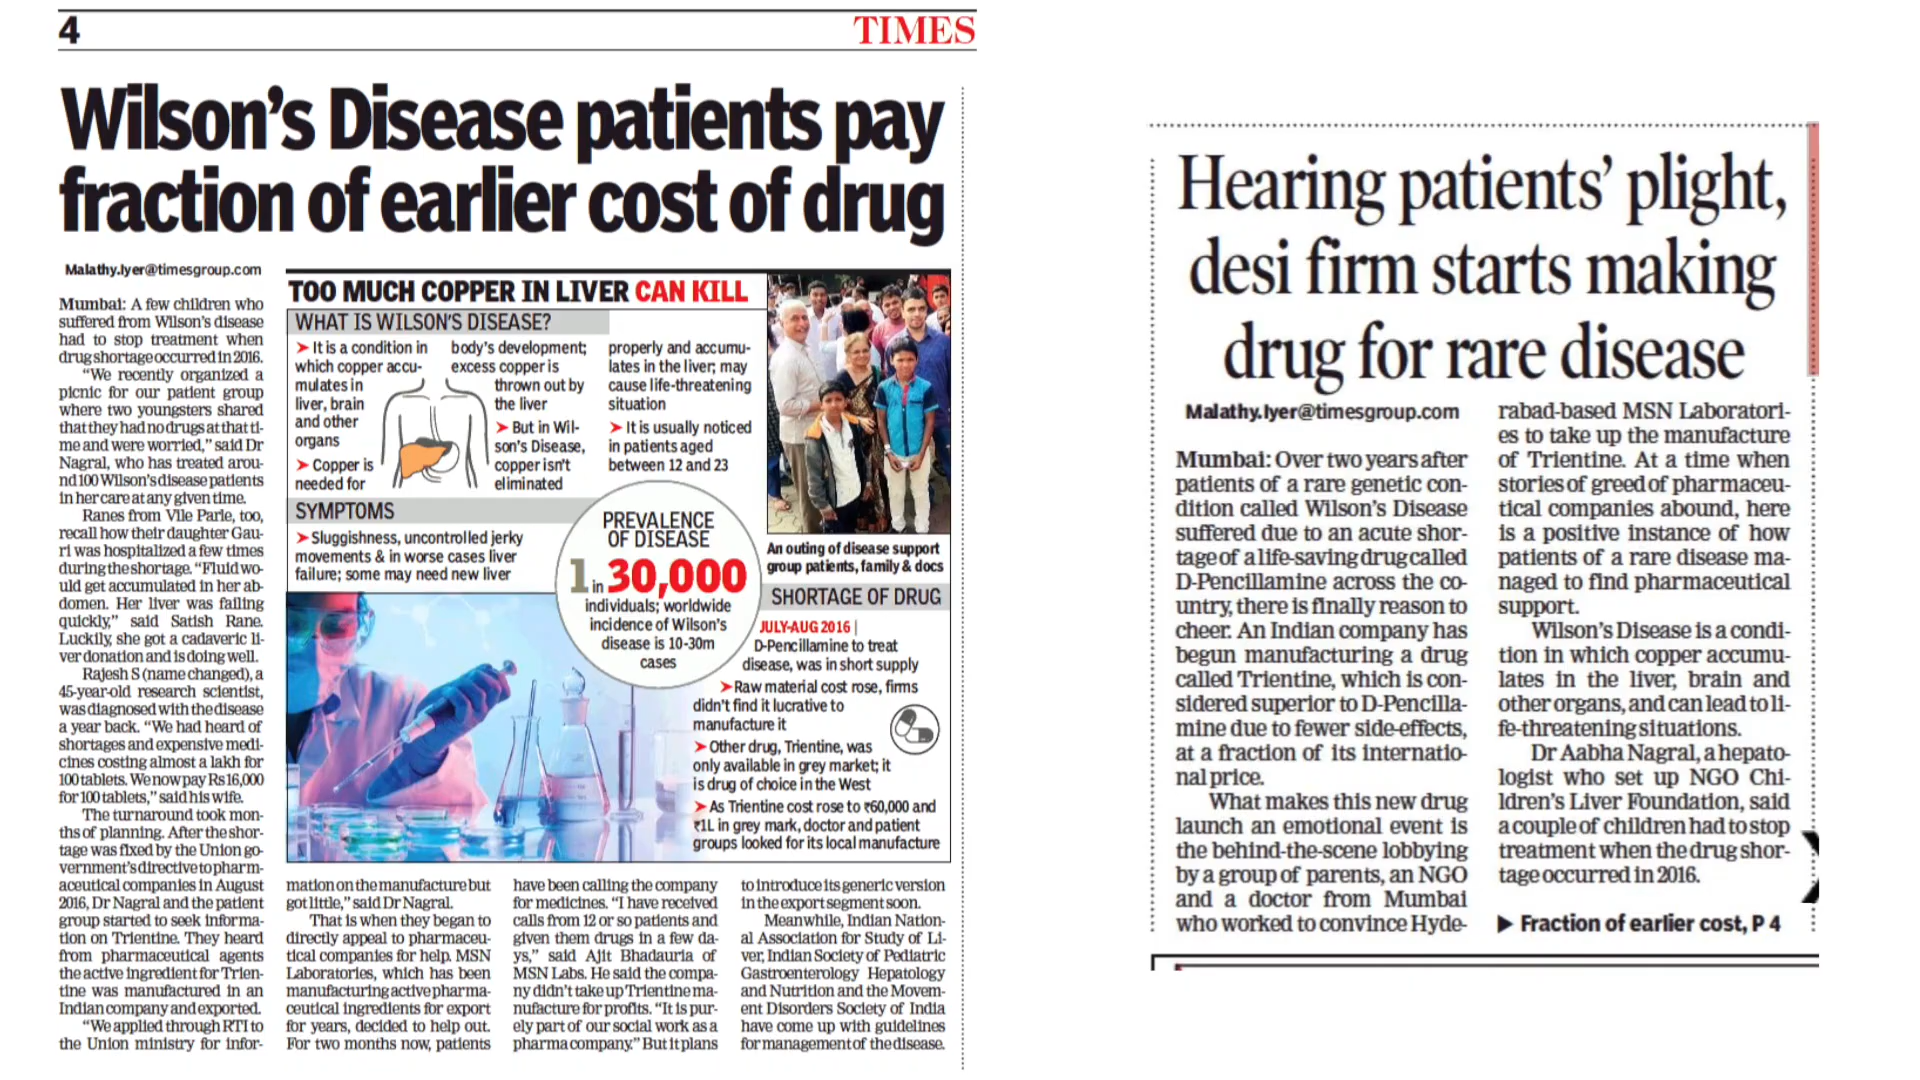 4
TIMES
Wilson's Disease patients pay
fraction of earlier cost of drug
Malathy.Iyer@timesgroup.com
Mumbai: A few children who
suffered from Wilson's disease
had to stop treatment when
drug shortage occurred in 2016.
"We recently organized a
picnic for our patient group
where two youngsters shared
that they had no drugs at that ti-
me and were worried," said Dr
Nagral, who has treated arou-
nd 100 Wilson's disease patients
in her care at any given time.
Ranes from Vile Parle, too,
recall how their daughter Gau-
ri was hospitalized a few times
during the shortage. "Fluid wo-
uld get accumulated in her ab-
domen. Her liver was failing
quickly," said Satish Rane.
Luckily, she got a cadaveric li-
ver donation and is doing well.
Rajesh S (name changed), a
45-year-old research scientist,
was diagnosed with the disease
a year back. "We had heard of
shortages and expensive medi-
cines costing almost a lakh for
100 tablets. We now pay Rs 16,000
for 100 tablets," said his wife.
The turnaround took mon-
ths of planning. After the shor-
tage was fixed by the Union go-
vernment's directive to pharm-
aceutical companies in August
2016, Dr Nagral and the patient
group started to seek informa-
tion on Trientine. They heard
from pharmaceutical agents
the active ingredient for Trien-
tine was manufactured in an
Indian company and exported.
"We applied through RTI to
the Union ministry for infor-
TOO MUCH COPPER IN LIVER CAN KILL
WHAT IS WILSON'S DISEASE?
➤ It is a condition in
which copper accu-
mulates in
liver, brain
and other
organs
➤ Copper is
needed for
body's development;
excess copper is
thrown out by
the liver
➤ But in Wil-
son's Disease,
copper isn't
eliminated
properly and accumu-
lates in the liver; may
cause life-threatening
situation
➤ It is usually noticed
in patients aged
between 12 and 23
SYMPTOMS
➤ Sluggishness, uncontrolled jerky
movements & in worse cases liver
failure; some may need new liver
PREVALENCE
OF DISEASE
1 in 30,000
individuals; worldwide
incidence of Wilson's
disease is 10-30m
cases
An outing of disease support
group patients, family & docs
SHORTAGE OF DRUG
JULY-AUG 2016 |
D-Pencillamine to treat
disease, was in short supply
➤ Raw material cost rose, firms
didn't find it lucrative to
manufacture it
➤ Other drug, Trientine, was
only available in grey market; it
is drug of choice in the West
➤ As Trientine cost rose to ₹60,000 and
₹1L in grey mark, doctor and patient
groups looked for its local manufacture
mation on the manufacture but
got little," said Dr Nagral.
That is when they began to
directly appeal to pharmaceu-
tical companies for help. MSN
Laboratories, which has been
manufacturing active pharma-
ceutical ingredients for export
for years, decided to help out.
For two months now, patients
have been calling the company
for medicines. "I have received
calls from 12 or so patients and
given them drugs in a few da-
ys," said Ajit Bhadauria of
MSN Labs. He said the compa-
ny didn't take up Trientine ma-
nufacture for profits. "It is pur-
ely part of our social work as a
pharma company." But it plans
to introduce its generic version
in the export segment soon.
Meanwhile, Indian Nation-
al Association for Study of Li-
ver, Indian Society of Pediatric
Gastroenterology Hepatology
and Nutrition and the Movem-
ent Disorders Society of India
have come up with guidelines
for management of the disease.
Hearing patients' plight,
desi firm starts making
drug for rare disease
Malathy.Iyer@timesgroup.com
Mumbai: Over two years after
patients of a rare genetic con-
dition called Wilson's Disease
suffered due to an acute shor-
tage of a life-saving drug called
D-Pencillamine across the co-
untry, there is finally reason to
cheer. An Indian company has
begun manufacturing a drug
called Trientine, which is con-
sidered superior to D-Pencilla-
mine due to fewer side-effects,
at a fraction of its internatio-
nal price.
What makes this new drug
launch an emotional event is
the behind-the-scene lobbying
by a group of parents, an NGO
and a doctor from Mumbai
who worked to convince Hyde-
rabad-based MSN Laboratori-
es to take up the manufacture
of Trientine. At a time when
stories of greed of pharmaceu-
tical companies abound, here
is a positive instance of how
patients of a rare disease ma-
naged to find pharmaceutical
support.
Wilson's Disease is a condi-
tion in which copper accumu-
lates in the liver, brain and
other organs, and can lead to li-
fe-threatening situations.
Dr Aabha Nagral, a hepato-
logist who set up NGO Chi-
ldren's Liver Foundation, said
a couple of children had to stop
treatment when the drug shor-
tage occurred in 2016.
▶ Fraction of earlier cost, P 4